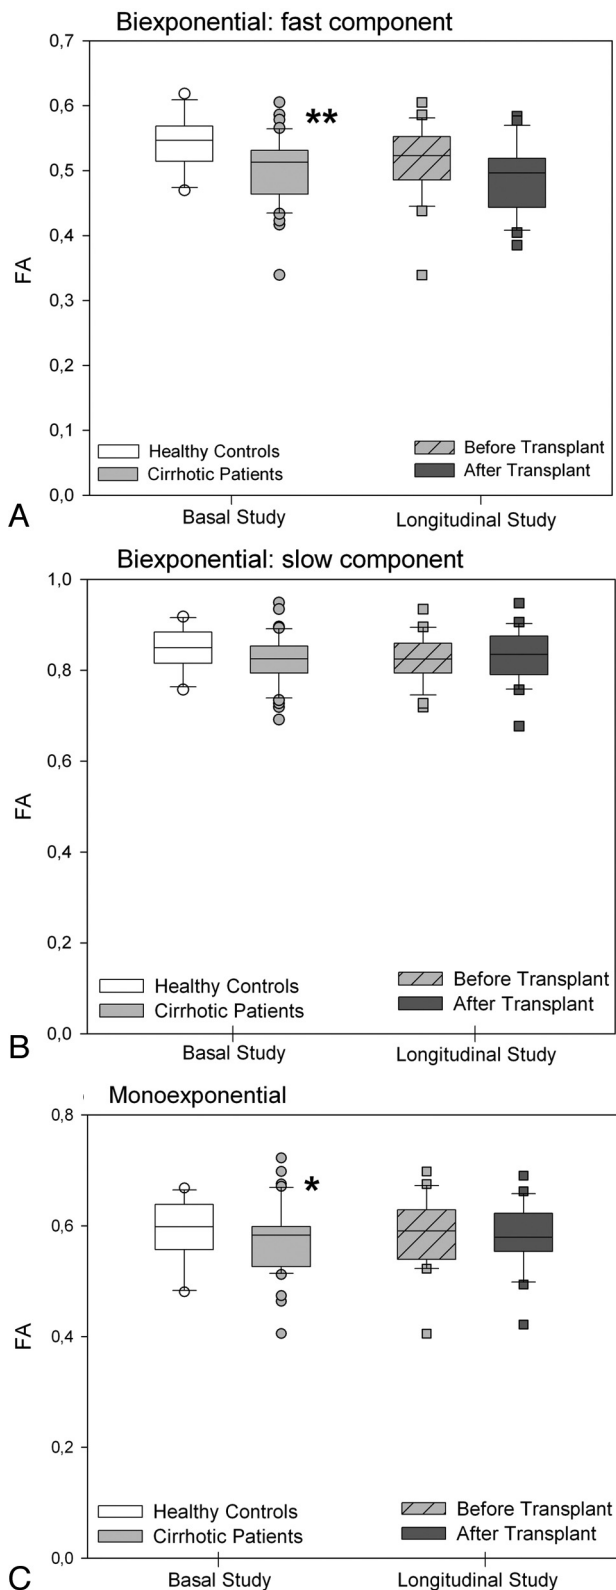 Biexponential: fast component
0,7
0,6
**
0,5
0,4
FA
0,3
0,2
0,1
Healthy Controls
Before Transplant
Cirrhotic Patients
After Transplant
0,0
A
Basal Study
Longitudinal Study
Biexponential: slow component
1,0
0,8
0,6
FA
0,4
0,2
Healthy Controls
Before Transplant
Cirrhotic Patients
After Transplant
0,0
B
Basal Study
Longitudinal Study
Monoexponential
0,8
*
0,6
0,4
FA
0,2
Healthy Controls
Before Transplant
Cirrhotic Patients
After Transplant
0,0
C
Basal Study
Longitudinal Study